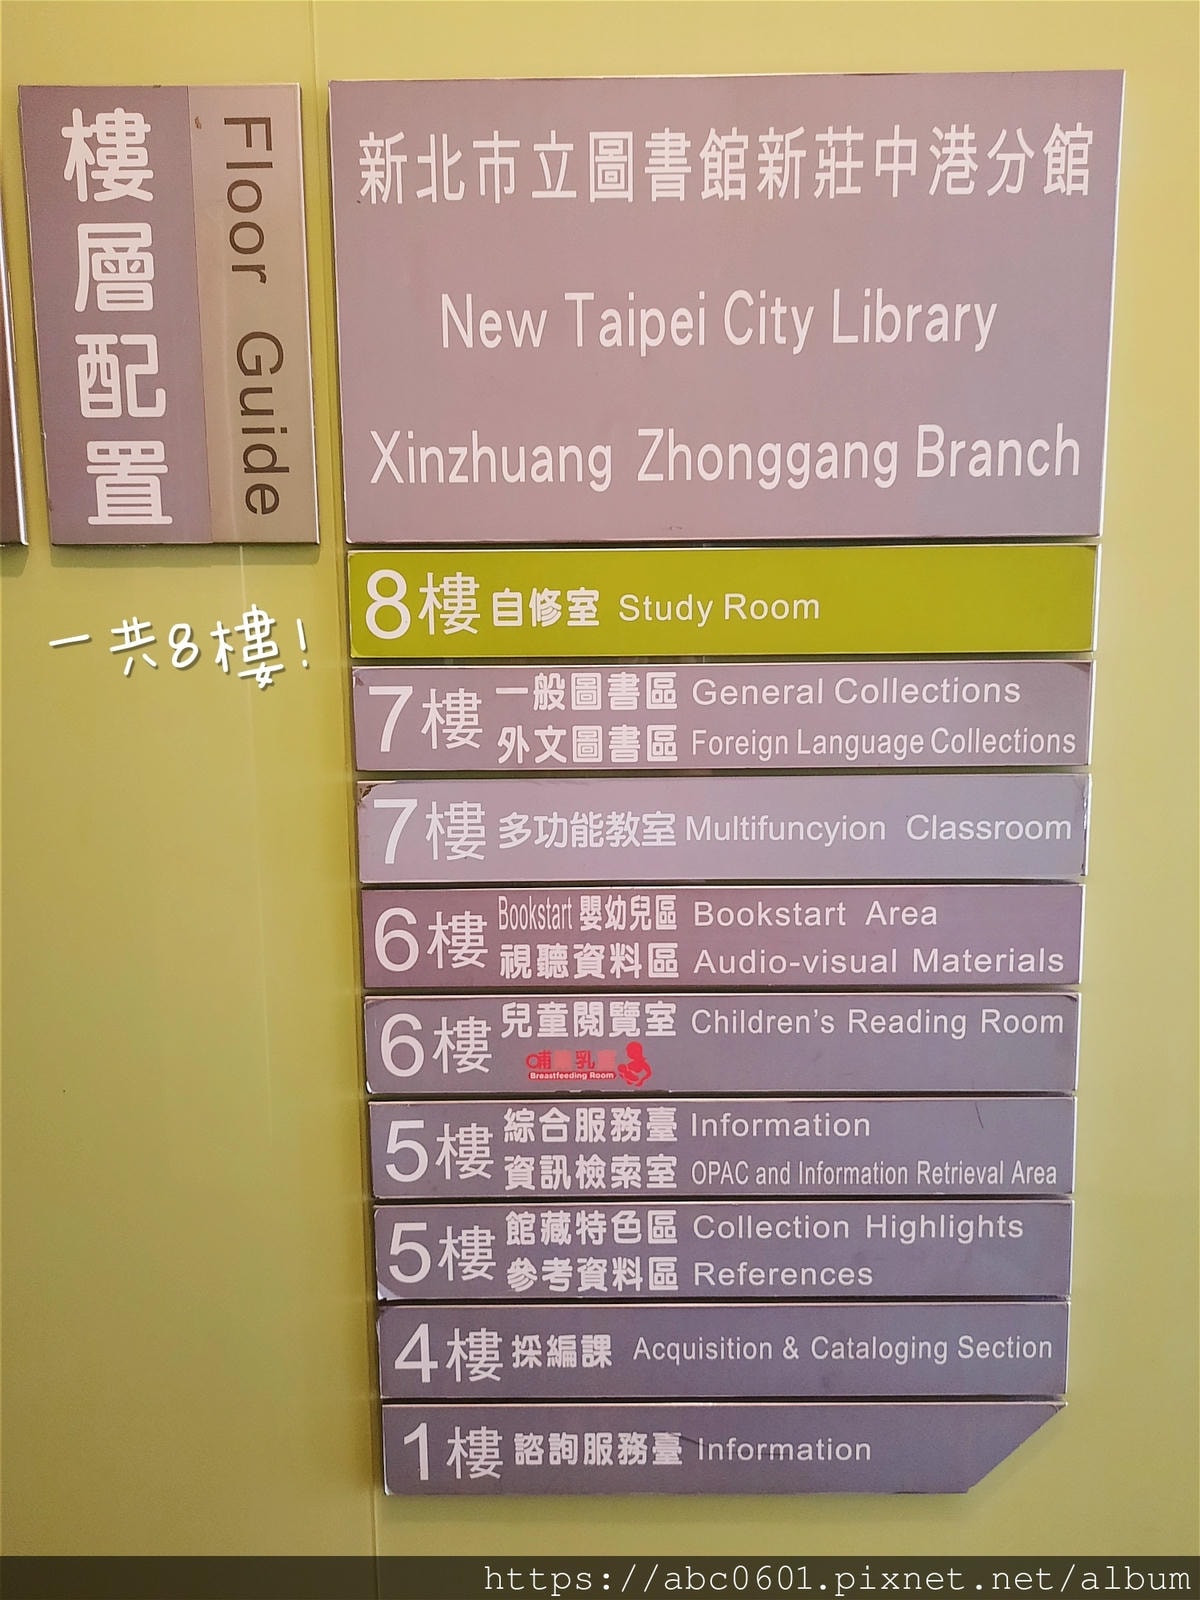 樓層配置
Floor Guide
新北市立圖書館新莊中港分館
New Taipei City Library
Xinzhuang Zhonggang Branch
一共8樓!
8樓 自修室 Study Room
7樓 一般圖書區 General Collections
外文圖書區 Foreign Language Collections
7樓 多功能教室 Multifuncyion Classroom
6樓 Bookstart 嬰幼兒區 Bookstart Area
視聽資料區 Audio-visual Materials
6樓 兒童閱覽室 Children's Reading Room
哺集乳室
Breastfeeding Room
5樓 綜合服務臺 Information
資訊檢索室 OPAC and Information Retrieval Area
5樓 館藏特色區 Collection Highlights
參考資料區 References
4樓 採編課 Acquisition & Cataloging Section
1樓 諮詢服務臺 Information
https://abc0601.pixnet.net/album